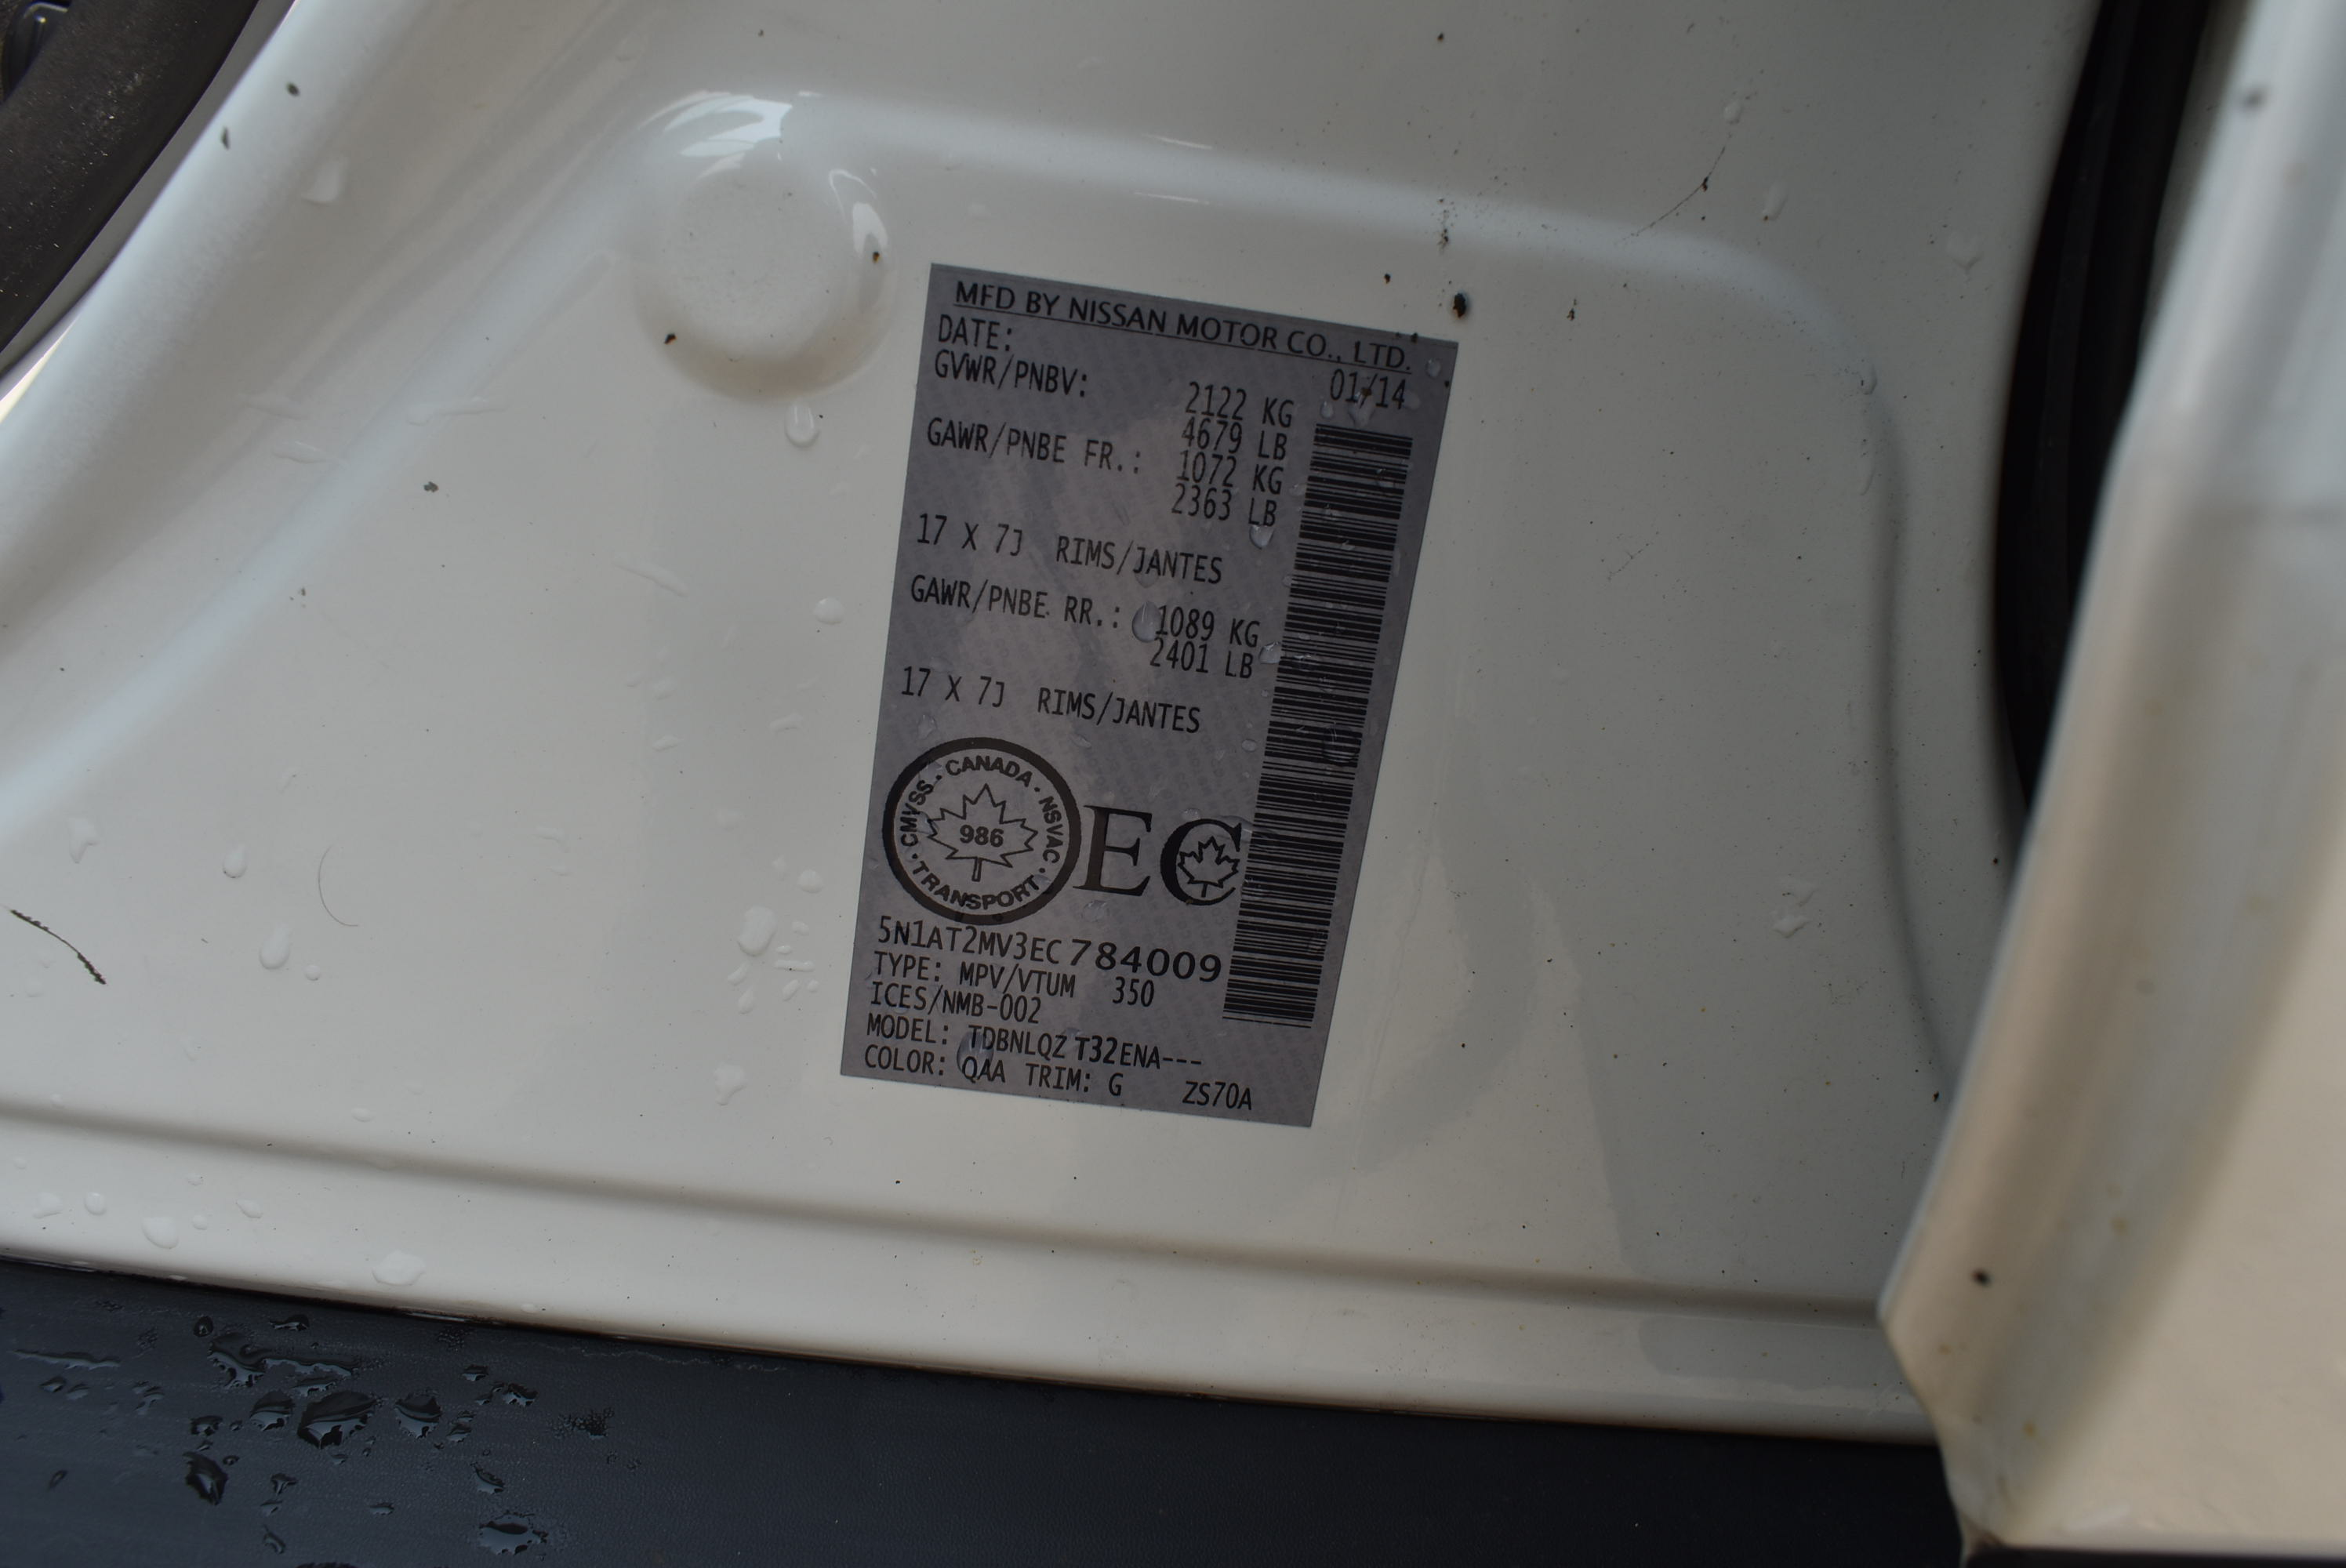 MFD BY NISSAN MOTOR CO., LTD.
DATE: 01/14
GVWR/PNBV: 2122 KG
4679 LB
GAWR/PNBE FR.: 1072 KG
2363 LB
17 X 7J RIMS/JANTES
GAWR/PNBE RR.: 1089 KG
2401 LB
17 X 7J RIMS/JANTES
CANADA · NSVAC · TRANSPORT · CMVSS ·
986
EC
5N1AT2MV3EC784009
TYPE: MPV/VTUM 350
ICES/NMB-002
MODEL: TDBNLQZ T32ENA---
COLOR: QAA TRIM: G ZS70A